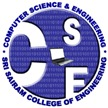 COMPUTER SCIENCE & ENGINEERING
SRI SAIRAM COLLEGE OF ENGINEERING
CSE